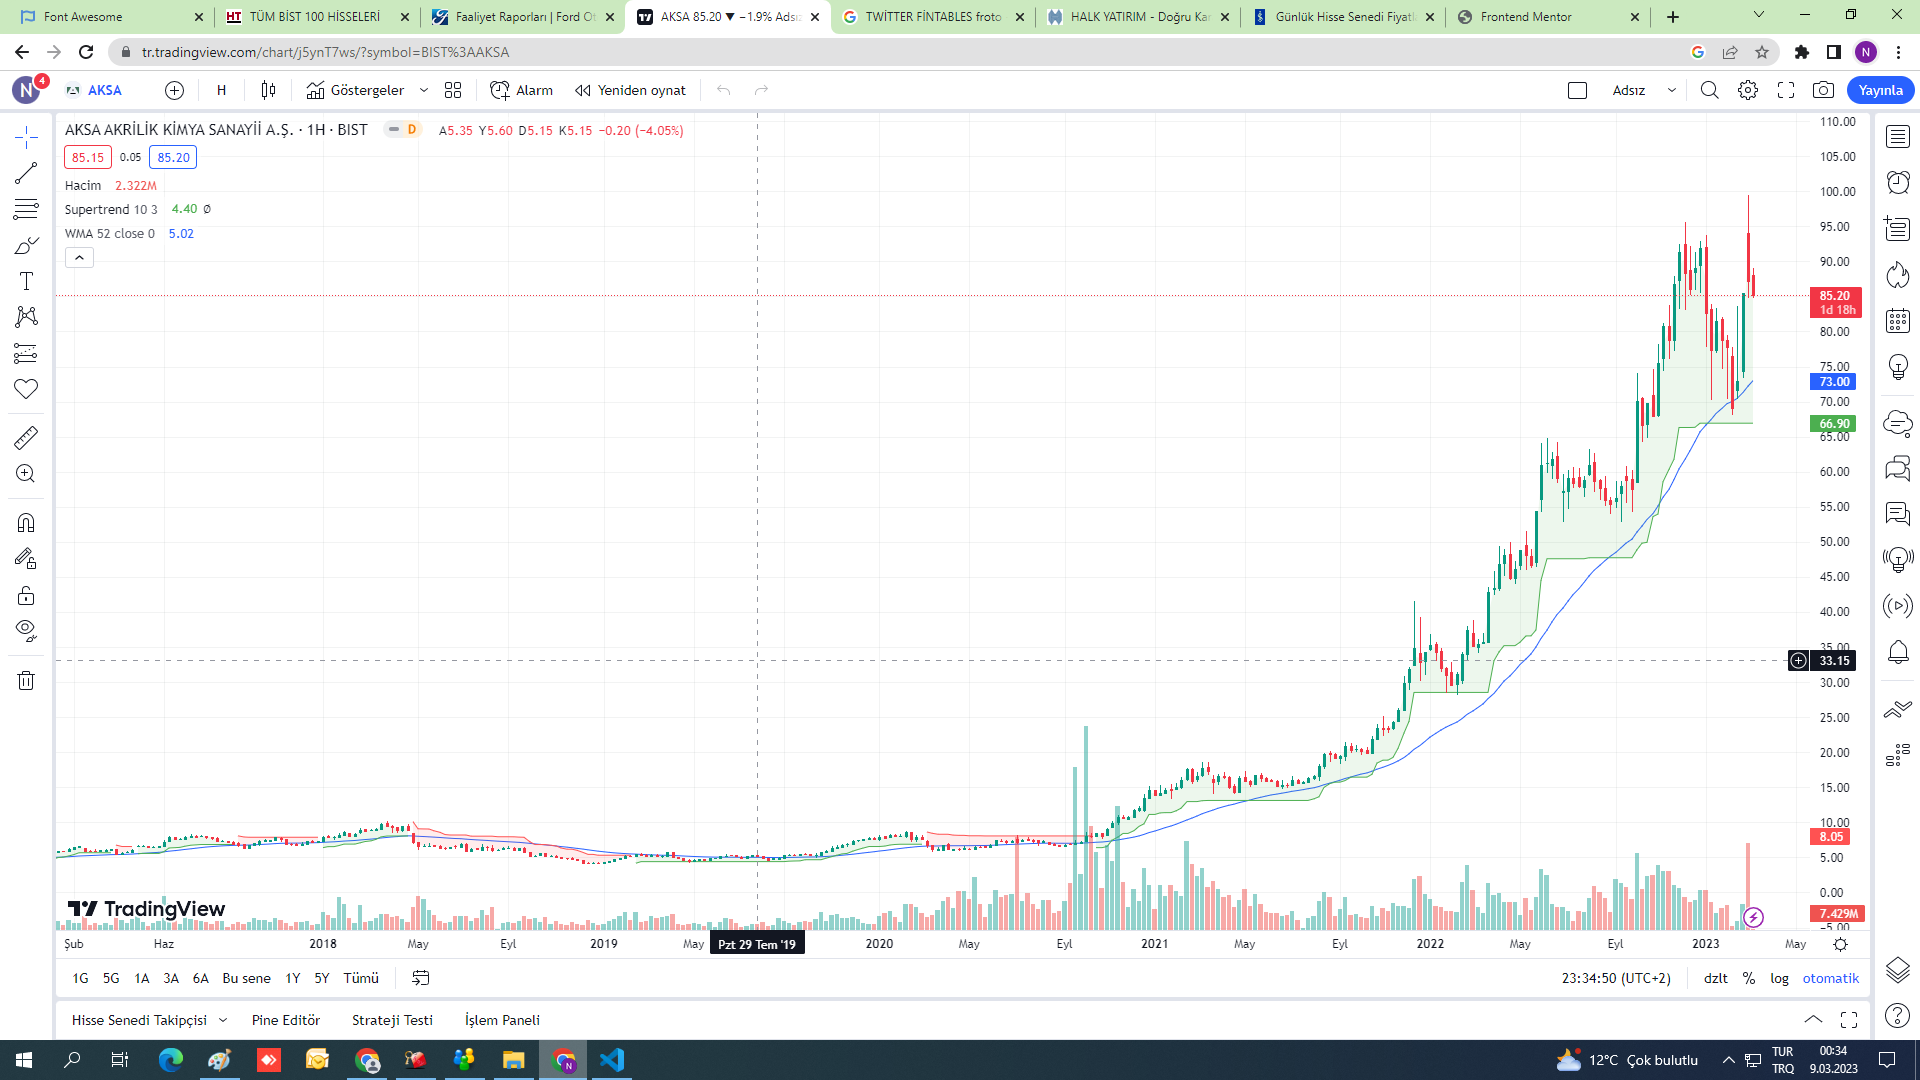 Font Awesome
TÜM BİST 100 HİSSELERİ
Faaliyet Raporları | Ford Ot
AKSA 85.20 ▼ −1.9% Adsız
TWİTTER FİNTABLES froto
HALK YATIRIM - Doğru Kar
Günlük Hisse Senedi Fiyatl
Frontend Mentor
tr.tradingview.com/chart/j5ynT7ws/?symbol=BIST%3AAKSA
N
N 4 AKSA H Göstergeler Alarm Yeniden oynat Adsız Yayınla
AKSA AKRİLİK KİMYA SANAYİİ A.Ş. · 1H · BIST D A5.35 Y5.60 D5.15 K5.15 −0.20 (−4.05%)
85.15 0.05 85.20
Hacim 2.322M
Supertrend 10 3 4.40 Ø
WMA 52 close 0 5.02
110.00
105.00
100.00
95.00
90.00
85.20
1d 18h
80.00
75.00
73.00
70.00
66.90
65.00
60.00
55.00
50.00
45.00
40.00
35.00
33.15
30.00
25.00
20.00
15.00
10.00
8.05
5.00
0.00
7.429M
−5.00
TradingView
Şub Haz 2018 May Eyl 2019 May Pzt 29 Tem '19 2020 May Eyl 2021 May Eyl 2022 May Eyl 2023 May
1G 5G 1A 3A 6A Bu sene 1Y 5Y Tümü 23:34:50 (UTC+2) dzlt % log otomatik
Hisse Senedi Takipçisi Pine Editör Strateji Testi İşlem Paneli
12°C Çok bulutlu
TUR
TRQ
00:34
9.03.2023